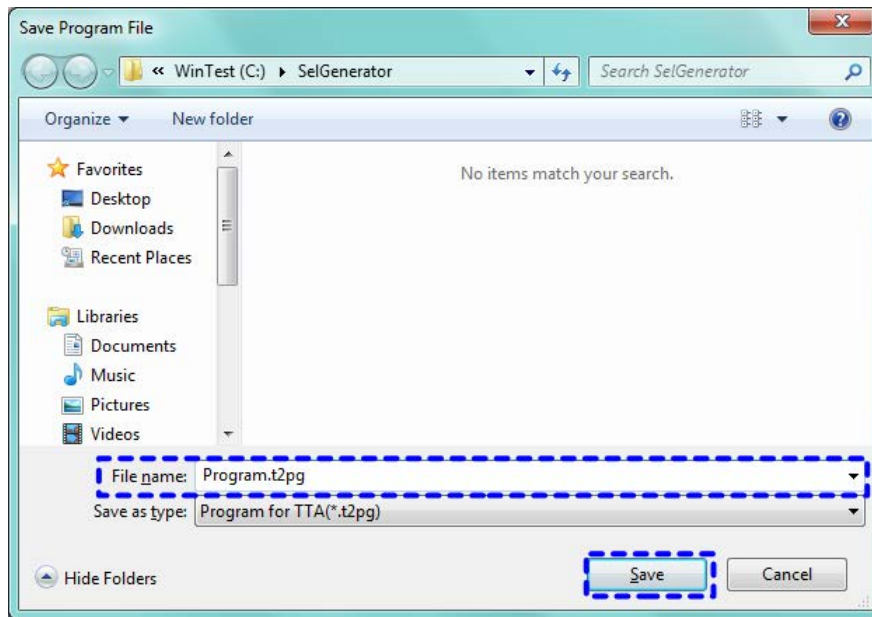 Save Program File
« WinTest (C:) ▸ SelGenerator
Search SelGenerator
Organize ▾ New folder
Favorites
Desktop
Downloads
Recent Places
Libraries
Documents
Music
Pictures
Videos
No items match your search.
File name: Program.t2pg
Save as type: Program for TTA(*.t2pg)
Hide Folders
Save
Cancel